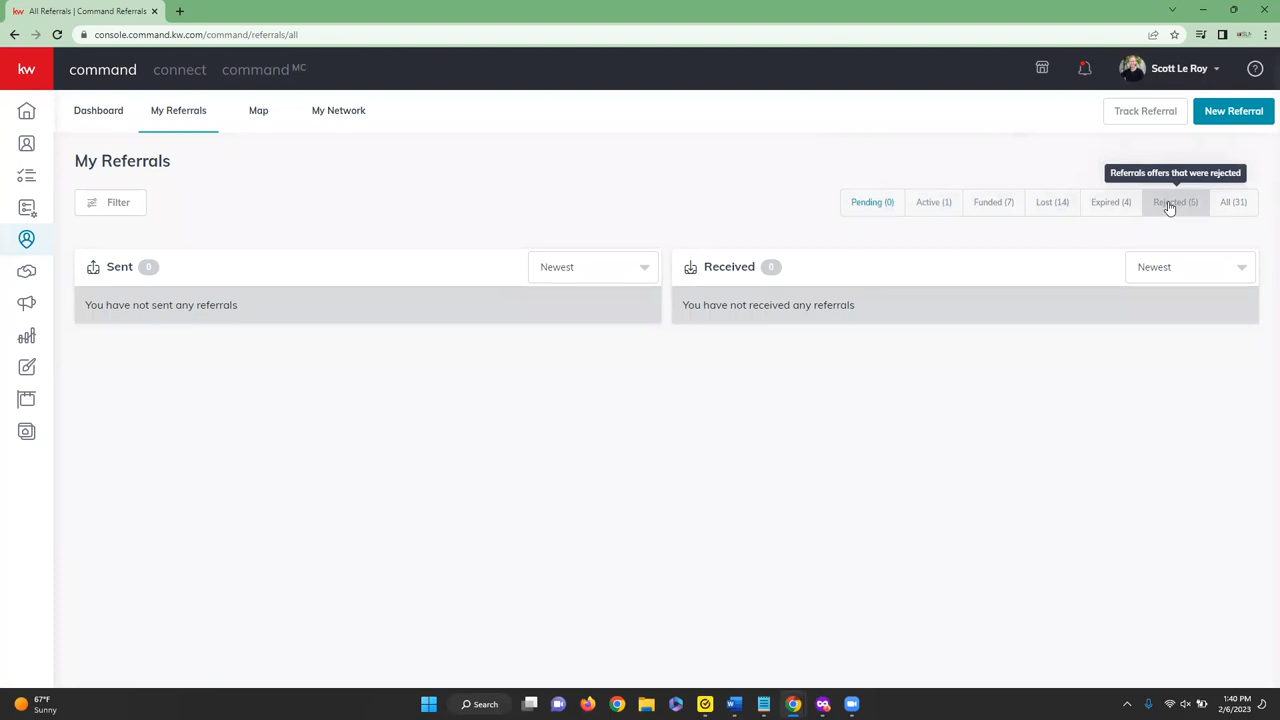 kw All Referrals | Command Referrals
console.command.kw.com/command/referrals/all
kw command connect command MC Scott Le Roy
Dashboard My Referrals Map My Network Track Referral New Referral
My Referrals
Referrals offers that were rejected
Filter Pending (0) Active (1) Funded (7) Lost (14) Expired (4) Rejected (5) All (31)
Sent 0 Newest Received 0 Newest
You have not sent any referrals You have not received any referrals
67°F
Sunny
Search
1:40 PM
2/6/2023